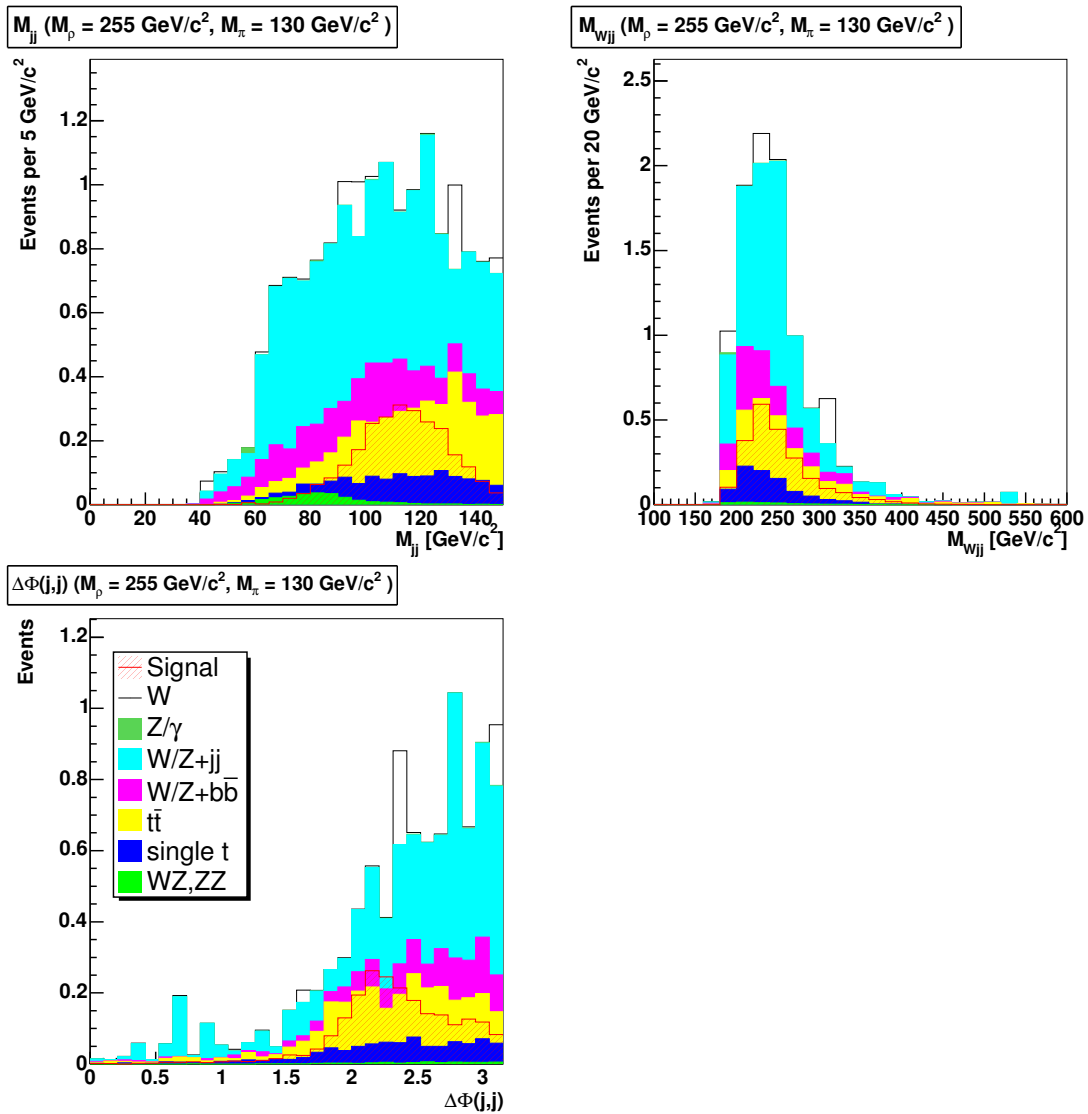 M_jj (M_ρ = 255 GeV/c², M_π = 130 GeV/c² )
Events per 5 GeV/c²
1.2
1
0.8
0.6
0.4
0.2
0
0 20 40 60 80 100 120 140
M_jj [GeV/c²]
M_Wjj (M_ρ = 255 GeV/c², M_π = 130 GeV/c² )
Events per 20 GeV/c²
2.5
2
1.5
1
0.5
0
100 150 200 250 300 350 400 450 500 550 600
M_Wjj [GeV/c²]
ΔΦ(j,j) (M_ρ = 255 GeV/c², M_π = 130 GeV/c² )
Events
1.2
1
0.8
0.6
0.4
0.2
0
Signal
W
Z/γ
W/Z+jj
W/Z+bb̅
tt̅
single t
WZ,ZZ
0 0.5 1 1.5 2 2.5 3
ΔΦ(j,j)